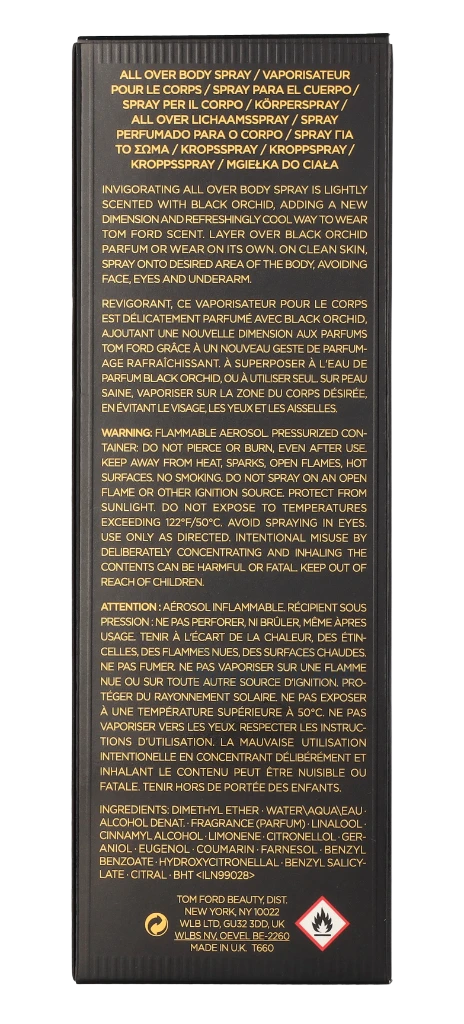 ALL OVER BODY SPRAY / VAPORISATEUR
POUR LE CORPS / SPRAY PARA EL CUERPO /
SPRAY PER IL CORPO / KÖRPERSPRAY /
ALL OVER LICHAAMSSPRAY / SPRAY
PERFUMADO PARA O CORPO / SPRAY ΓΙΑ
ΤΟ ΣΩΜΑ / KROPSSPRAY / KROPPSPRAY /
KROPPSSPRAY / MGIEŁKA DO CIAŁA
INVIGORATING ALL OVER BODY SPRAY IS LIGHTLY
SCENTED WITH BLACK ORCHID, ADDING A NEW
DIMENSION AND REFRESHINGLY COOL WAY TO WEAR
TOM FORD SCENT. LAYER OVER BLACK ORCHID
PARFUM OR WEAR ON ITS OWN. ON CLEAN SKIN,
SPRAY ONTO DESIRED AREA OF THE BODY, AVOIDING
FACE, EYES AND UNDERARM.
REVIGORANT, CE VAPORISATEUR POUR LE CORPS
EST DÉLICATEMENT PARFUMÉ AVEC BLACK ORCHID,
AJOUTANT UNE NOUVELLE DIMENSION AUX PARFUMS
TOM FORD GRÂCE À UN NOUVEAU GESTE DE PARFUM-
AGE RAFRAÎCHISSANT. À SUPERPOSER À L'EAU DE
PARFUM BLACK ORCHID, OU À UTILISER SEUL. SUR PEAU
SAINE, VAPORISER SUR LA ZONE DU CORPS DÉSIRÉE,
EN ÉVITANT LE VISAGE, LES YEUX ET LES AISSELLES.
WARNING: FLAMMABLE AEROSOL. PRESSURIZED CON-
TAINER: DO NOT PIERCE OR BURN, EVEN AFTER USE.
KEEP AWAY FROM HEAT, SPARKS, OPEN FLAMES, HOT
SURFACES. NO SMOKING. DO NOT SPRAY ON AN OPEN
FLAME OR OTHER IGNITION SOURCE. PROTECT FROM
SUNLIGHT. DO NOT EXPOSE TO TEMPERATURES
EXCEEDING 122°F/50°C. AVOID SPRAYING IN EYES.
USE ONLY AS DIRECTED. INTENTIONAL MISUSE BY
DELIBERATELY CONCENTRATING AND INHALING THE
CONTENTS CAN BE HARMFUL OR FATAL. KEEP OUT OF
REACH OF CHILDREN.
ATTENTION : AÉROSOL INFLAMMABLE. RÉCIPIENT SOUS
PRESSION : NE PAS PERFORER, NI BRÛLER, MÊME ÀPRES
USAGE. TENIR À L'ÉCART DE LA CHALEUR, DES ÉTIN-
CELLES, DES FLAMMES NUES, DES SURFACES CHAUDES.
NE PAS FUMER. NE PAS VAPORISER SUR UNE FLAMME
NUE OU SUR TOUTE AUTRE SOURCE D'IGNITION. PRO-
TÉGER DU RAYONNEMENT SOLAIRE. NE PAS EXPOSER
À UNE TEMPÉRATURE SUPÉRIEURE À 50°C. NE PAS
VAPORISER VERS LES YEUX. RESPECTER LES INSTRUC-
TIONS D'UTILISATION. LA MAUVAISE UTILISATION
INTENTIONELLE EN CONCENTRANT DÉLIBÉRÉMENT ET
INHALANT LE CONTENU PEUT ÊTRE NUISIBLE OU
FATALE. TENIR HORS DE PORTÉE DES ENFANTS.
INGREDIENTS: DIMETHYL ETHER · WATER\AQUA\EAU ·
ALCOHOL DENAT. · FRAGRANCE (PARFUM) · LINALOOL ·
CINNAMYL ALCOHOL · LIMONENE · CITRONELLOL · GER-
ANIOL · EUGENOL · COUMARIN · FARNESOL · BENZYL
BENZOATE · HYDROXYCITRONELLAL · BENZYL SALICY-
LATE · CITRAL · BHT <ILN99028>
TOM FORD BEAUTY, DIST.
NEW YORK, NY 10022
WLB LTD, GU32 3DD, UK
WLBS NV. OEVEL BE-2260
MADE IN U.K. T660